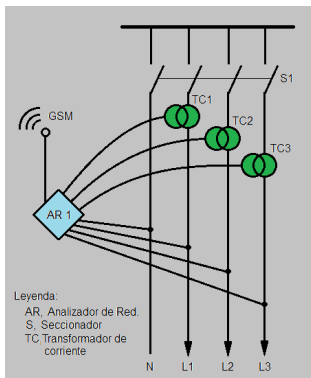 S1
TC1
GSM
TC2
TC3
AR 1
Leyenda:
AR, Analizador de Red.
S, Seccionador
TC Transformador de
corriente
N L1 L2 L3